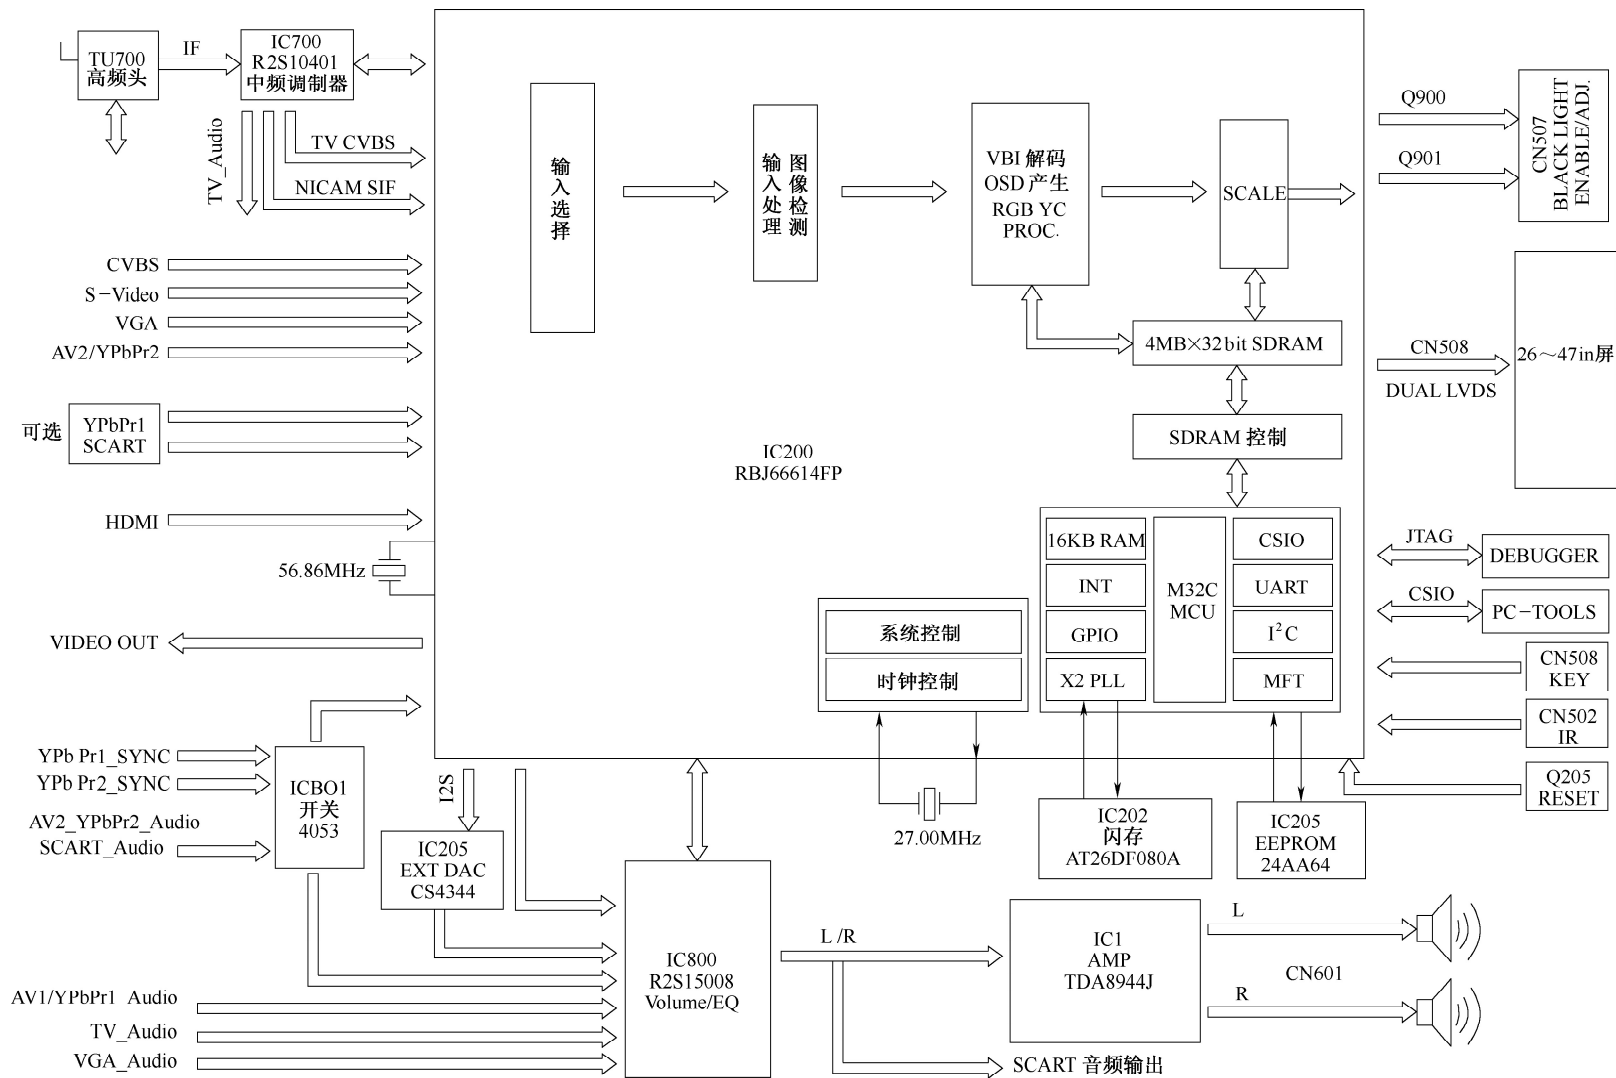 TU700
高频头
IF
IC700
R2S10401
中频调制器
TV_Audio
TV CVBS
NICAM SIF
CVBS
S-Video
VGA
AV2/YPbPr2
可选
YPbPr1
SCART
HDMI
56.86MHz
VIDEO OUT
YPb Pr1_SYNC
YPb Pr2_SYNC
AV2_YPbPr2_Audio
SCART_Audio
ICBO1
开关
4053
I2S
IC205
EXT DAC
CS4344
AV1/YPbPr1_Audio
TV_Audio
VGA_Audio
IC800
R2S15008
Volume/EQ
输入选择
输入处理
图像检测
VBI 解码
OSD 产生
RGB YC
PROC.
SCALE
4MB×32bit SDRAM
SDRAM 控制
IC200
RBJ66614FP
16KB RAM
INT
GPIO
X2 PLL
M32C
MCU
CSIO
UART
I²C
MFT
系统控制
时钟控制
27.00MHz
IC202
闪存
AT26DF080A
IC205
EEPROM
24AA64
L /R
IC1
AMP
TDA8944J
L
R
CN601
SCART 音频输出
Q900
Q901
CN507
BLACK LIGHT
ENABLE/ADJ.
CN508
DUAL LVDS
26～47in屏
JTAG
DEBUGGER
CSIO
PC-TOOLS
CN508
KEY
CN502
IR
Q205
RESET